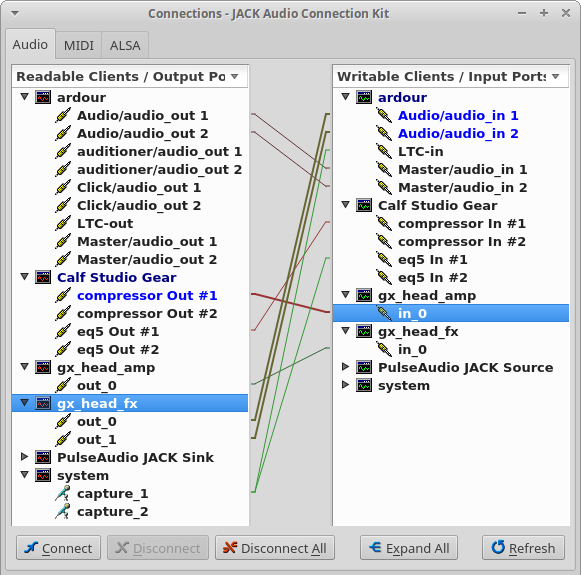 Connections - JACK Audio Connection Kit
Audio
MIDI
ALSA
Readable Clients / Output Po
ardour
Audio/audio_out 1
Audio/audio_out 2
auditioner/audio_out 1
auditioner/audio_out 2
Click/audio_out 1
Click/audio_out 2
LTC-out
Master/audio_out 1
Master/audio_out 2
Calf Studio Gear
compressor Out #1
compressor Out #2
eq5 Out #1
eq5 Out #2
gx_head_amp
out_0
gx_head_fx
out_0
out_1
PulseAudio JACK Sink
system
capture_1
capture_2
Writable Clients / Input Ports
ardour
Audio/audio_in 1
Audio/audio_in 2
LTC-in
Master/audio_in 1
Master/audio_in 2
Calf Studio Gear
compressor In #1
compressor In #2
eq5 In #1
eq5 In #2
gx_head_amp
in_0
gx_head_fx
in_0
PulseAudio JACK Source
system
Connect
Disconnect
Disconnect All
Expand All
Refresh